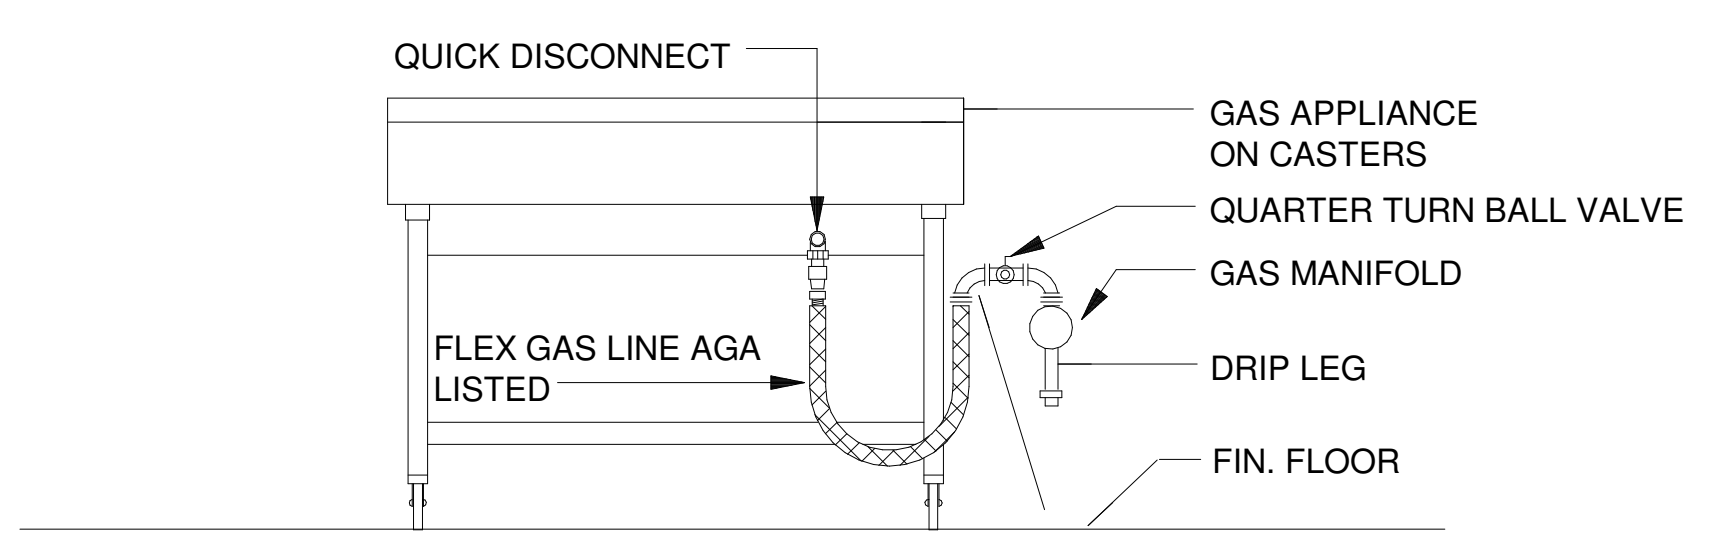 QUICK DISCONNECT
GAS APPLIANCE
ON CASTERS
QUARTER TURN BALL VALVE
GAS MANIFOLD
FLEX GAS LINE AGA
LISTED
DRIP LEG
FIN. FLOOR